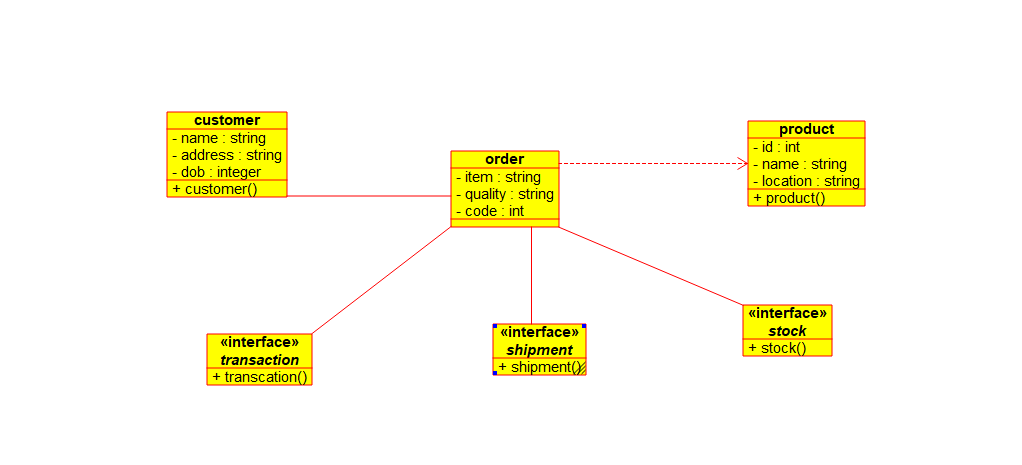 customer
- name : string
- address : string
- dob : integer
+ customer()
order
- item : string
- quality : string
- code : int
product
- id : int
- name : string
- location : string
+ product()
«interface»
transaction
+ transcation()
«interface»
shipment
+ shipment()
«interface»
stock
+ stock()